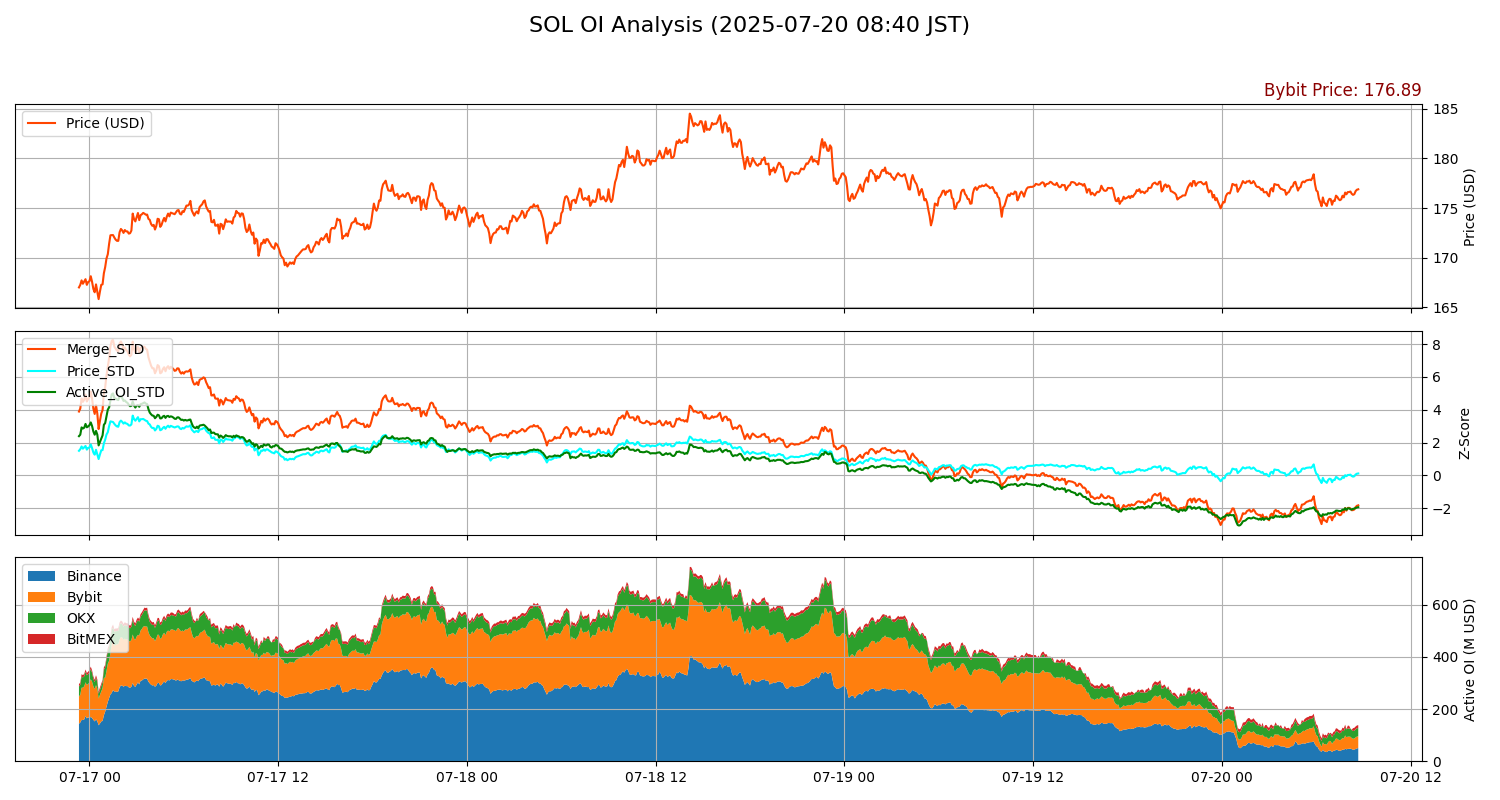 SOL OI Analysis (2025-07-20 08:40 JST)
Bybit Price: 176.89
Price (USD)
185
180
175
170
165
Price (USD)
Merge_STD
Price_STD
Active_OI_STD
8
6
4
2
0
−2
Z-Score
Binance
Bybit
OKX
BitMEX
600
400
200
0
Active OI (M USD)
07-17 00
07-17 12
07-18 00
07-18 12
07-19 00
07-19 12
07-20 00
07-20 12